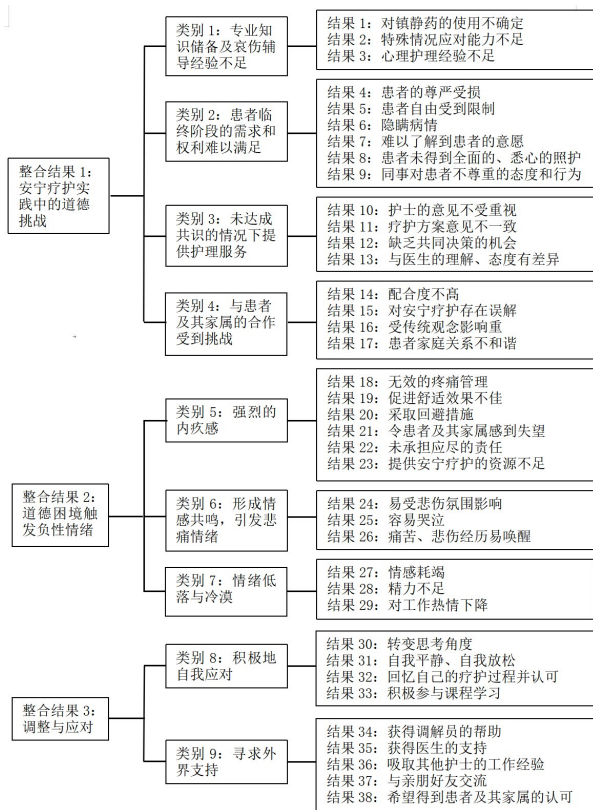 整合结果 1：
安宁疗护实
践中的道德
挑战
类别 1：专业知
识储备及哀伤辅
导经验不足
结果 1：对镇静药的使用不确定
结果 2：特殊情况应对能力不足
结果 3：心理护理经验不足
类别 2：患者临
终阶段的需求和
权利难以满足
结果 4：患者的尊严受损
结果 5：患者自由受到限制
结果 6：隐瞒病情
结果 7：难以了解到患者的意愿
结果 8：患者未得到全面的、悉心的照护
结果 9：同事对患者不尊重的态度和行为
类别 3：未达成
共识的情况下提
供护理服务
结果 10：护士的意见不受重视
结果 11：疗护方案意见不一致
结果 12：缺乏共同决策的机会
结果 13：与医生的理解、态度有差异
类别 4：与患者
及其家属的合作
受到挑战
结果 14：配合度不高
结果 15：对安宁疗护存在误解
结果 16：受传统观念影响重
结果 17：患者家庭关系不和谐
整合结果 2：
道德困境触
发负性情绪
类别 5：强烈的
内疚感
结果 18：无效的疼痛管理
结果 19：促进舒适效果不佳
结果 20：采取回避措施
结果 21：令患者及其家属感到失望
结果 22：未承担应尽的责任
结果 23：提供安宁疗护的资源不足
类别 6：形成情
感共鸣，引发悲
痛情绪
结果 24：易受悲伤氛围影响
结果 25：容易哭泣
结果 26：痛苦、悲伤经历易唤醒
类别 7：情绪低
落与冷漠
结果 27：情感耗竭
结果 28：精力不足
结果 29：对工作热情下降
整合结果 3：
调整与应对
类别 8：积极地
自我应对
结果 30：转变思考角度
结果 31：自我平静、自我放松
结果 32：回忆自己的疗护过程并认可
结果 33：积极参与课程学习
类别 9：寻求外
界支持
结果 34：获得调解员的帮助
结果 35：获得医生的支持
结果 36：吸取其他护士的工作经验
结果 37：与亲朋好友交流
结果 38：希望得到患者及其家属的认可